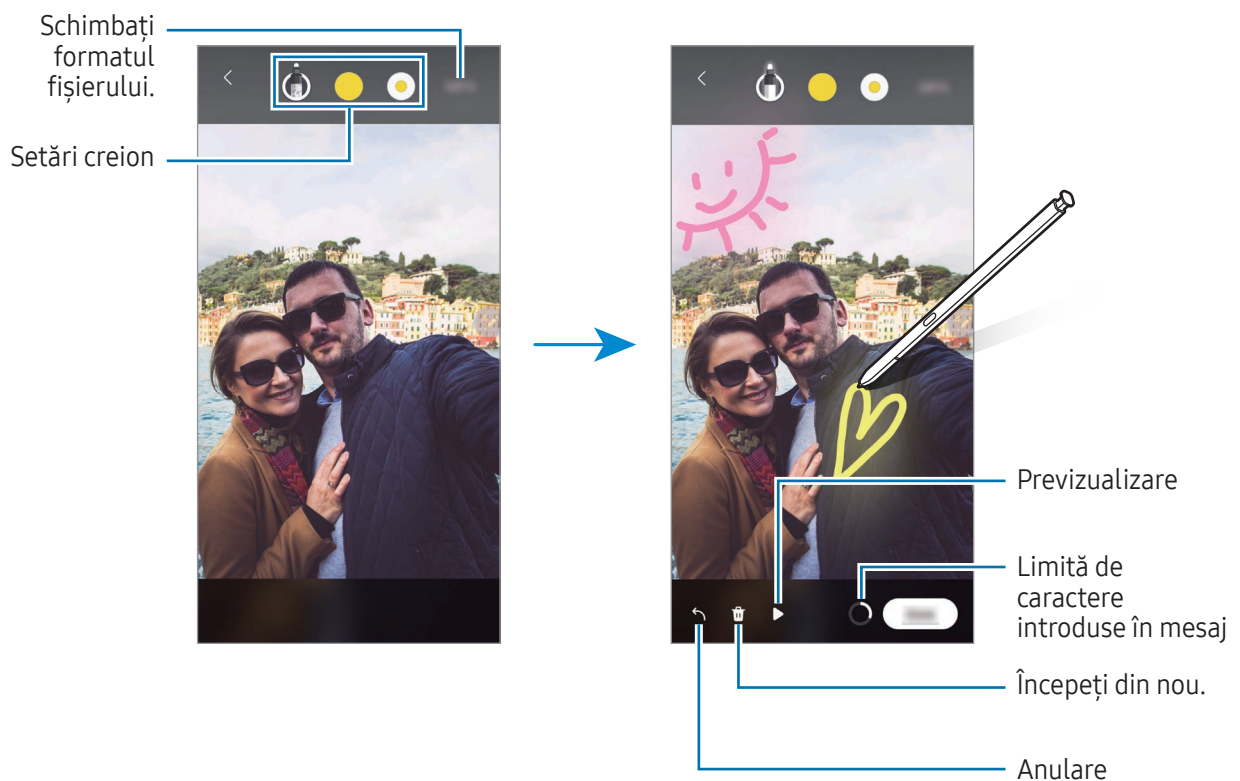 Schimbați
formatul
fișierului.
Setări creion
Previzualizare
Limită de
caractere
introduse în mesaj
Începeți din nou.
Anulare